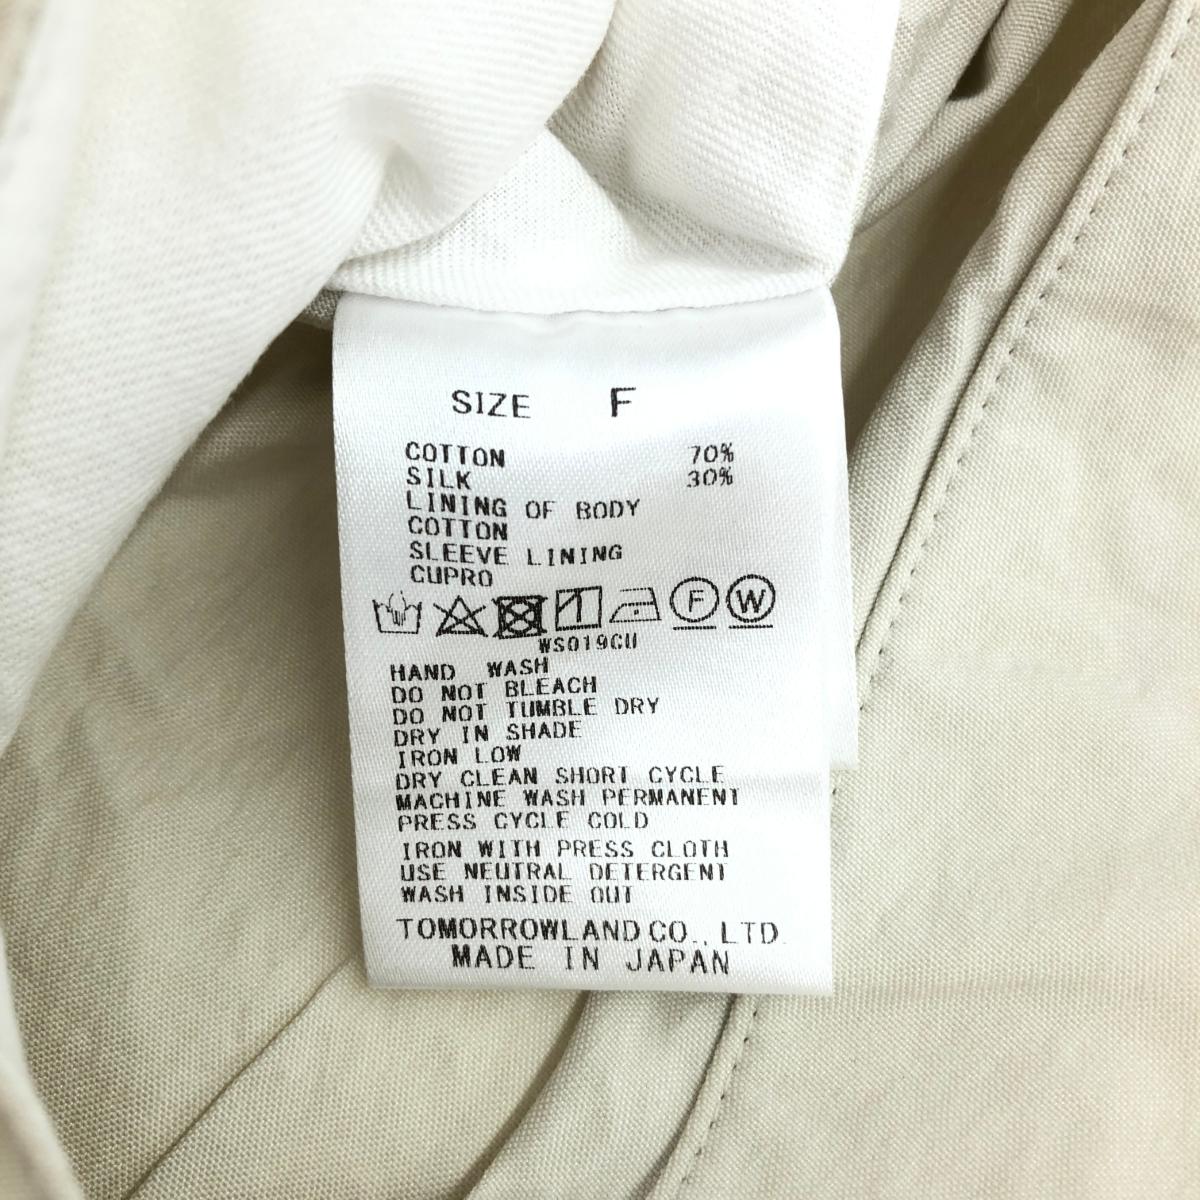 SIZE F
COTTON 70%
SILK 30%
LINING OF BODY
COTTON
SLEEVE LINING
CUPRO
F W
WS019CU
HAND WASH
DO NOT BLEACH
DO NOT TUMBLE DRY
DRY IN SHADE
IRON LOW
DRY CLEAN SHORT CYCLE
MACHINE WASH PERMANENT
PRESS CYCLE COLD
IRON WITH PRESS CLOTH
USE NEUTRAL DETERGENT
WASH INSIDE OUT
TOMORROWLAND CO., LTD.
MADE IN JAPAN